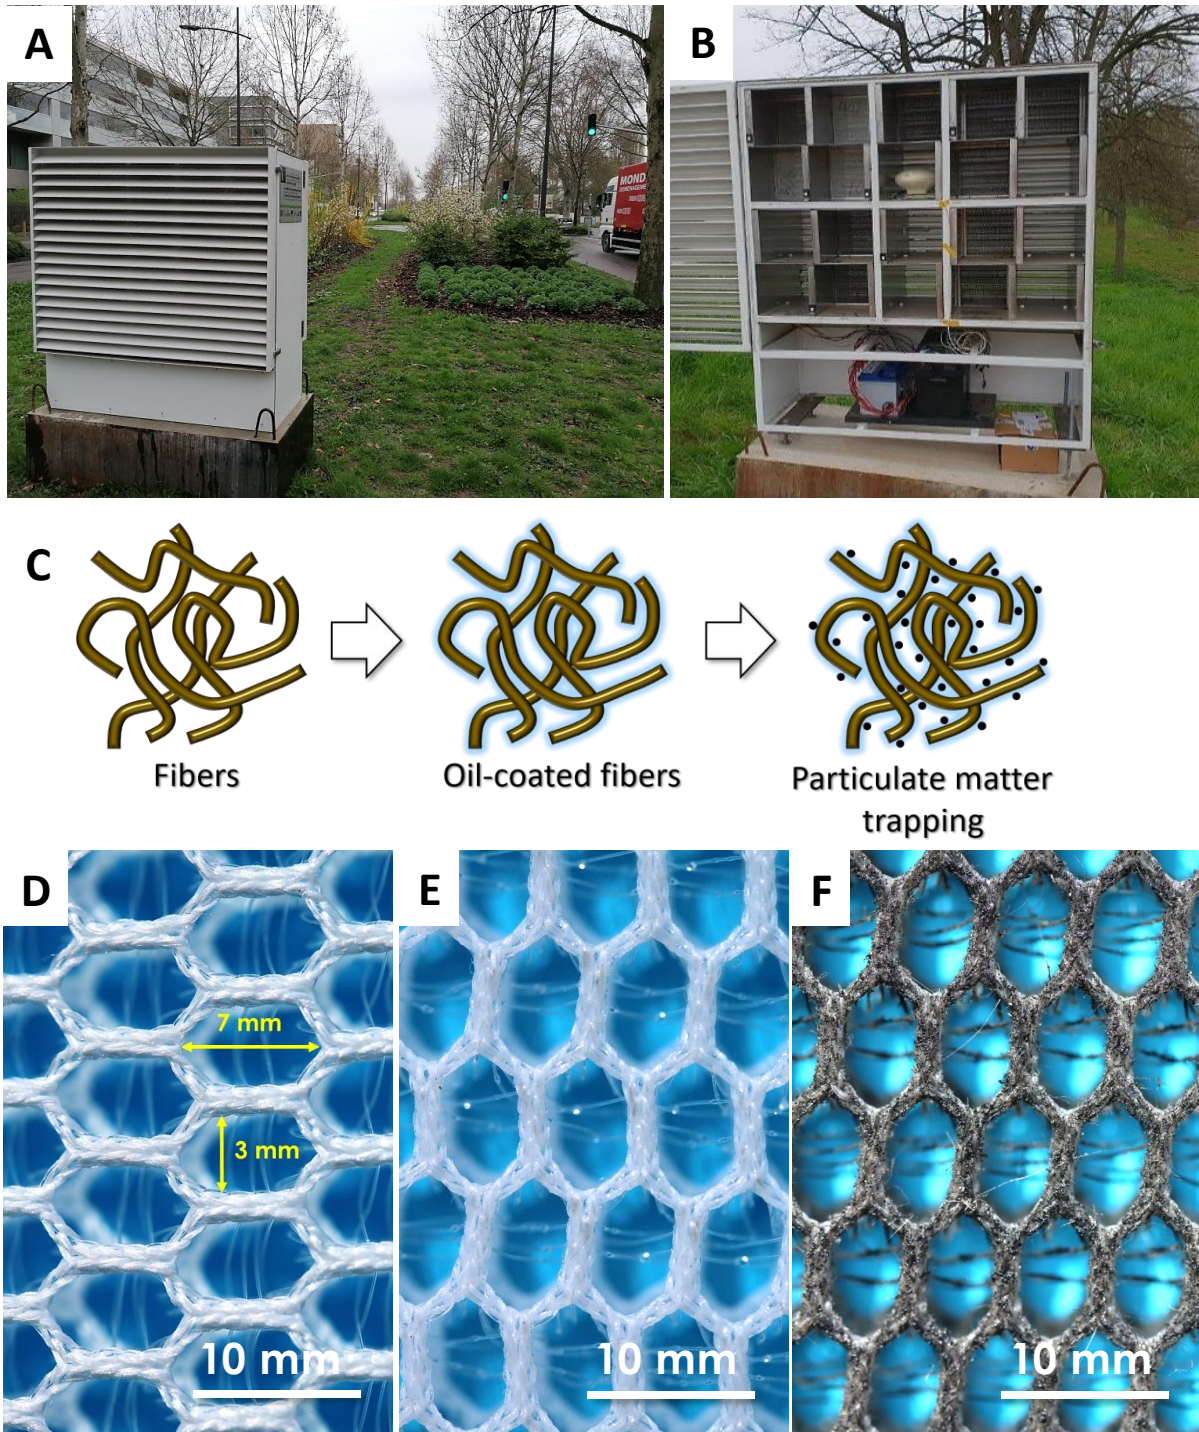 A
B
MOND
C
Fibers
Oil-coated fibers
Particulate matter
trapping
D
E
F
7 mm
3 mm
10 mm
10 mm
10 mm